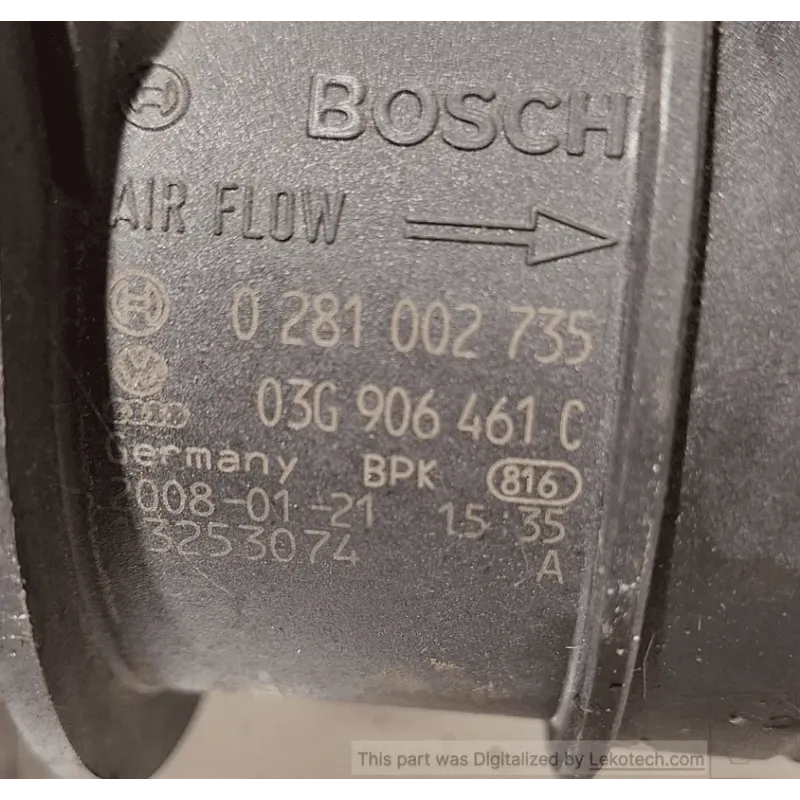 BOSCH
AIR FLOW
0 281 002 735
03G 906 461 C
Germany BPK 816
2008-01-21 15 35
3253074 A
This part was Digitalized by Lekotech.com